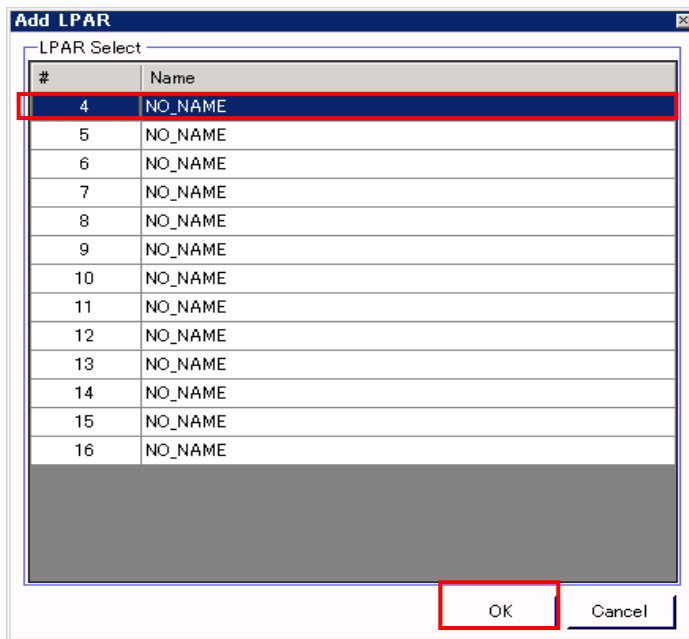 Add LPAR
LPAR Select
# Name
4 NO_NAME
5 NO_NAME
6 NO_NAME
7 NO_NAME
8 NO_NAME
9 NO_NAME
10 NO_NAME
11 NO_NAME
12 NO_NAME
13 NO_NAME
14 NO_NAME
15 NO_NAME
16 NO_NAME
OK Cancel